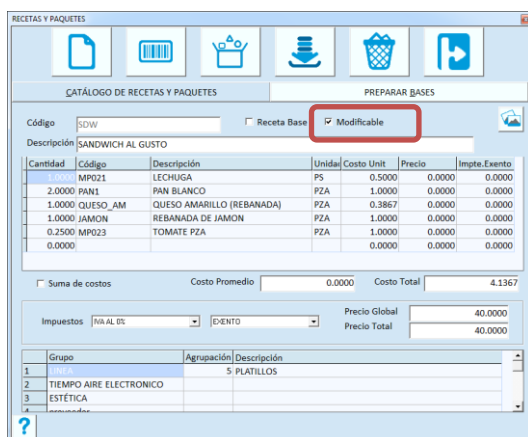 RECETAS Y PAQUETES
CATÁLOGO DE RECETAS Y PAQUETES PREPARAR BASES
Código SDW Receta Base Modificable
Descripción SANDWICH AL GUSTO
Cantidad Código Descripción Unidad Costo Unit Precio Impte.Exento
1.0000 MP021 LECHUGA PS 0.5000 0.0000 0.0000
2.0000 PAN1 PAN BLANCO PZA 1.0000 0.0000 0.0000
1.0000 QUESO_AM QUESO AMARILLO (REBANADA) PZA 0.3867 0.0000 0.0000
1.0000 JAMON REBANADA DE JAMON PZA 1.0000 0.0000 0.0000
0.2500 MP023 TOMATE PZA PZA 1.0000 0.0000 0.0000
0.0000 0.0000 0.0000 0.0000
Suma de costos Costo Promedio 0.0000 Costo Total 4.1367
Impuestos IVA AL 0% EXENTO Precio Global 40.0000
Precio Total 40.0000
Grupo Agrupación Descripción
1 LINEA 5 PLATILLOS
2 TIEMPO AIRE ELECTRONICO
3 ESTÉTICA
4 proveedor
?